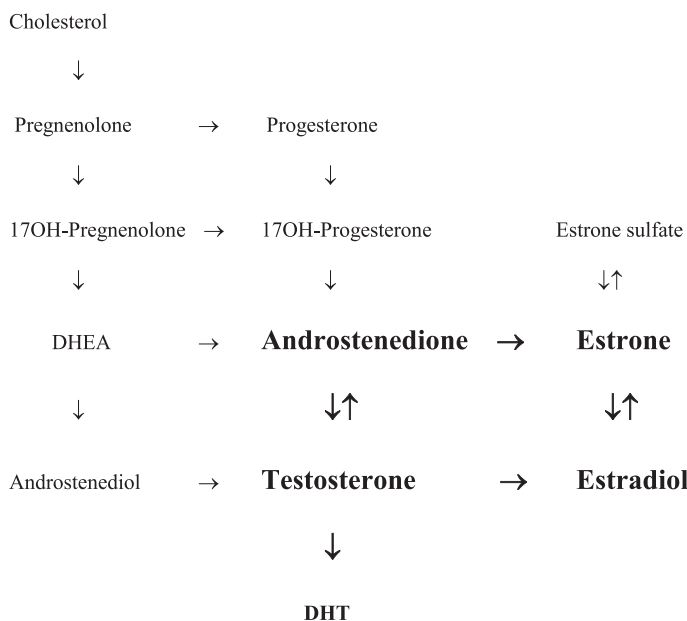 Cholesterol
↓
Pregnenolone → Progesterone
↓ ↓
17OH-Pregnenolone → 17OH-Progesterone Estrone sulfate
↓ ↓ ↓↑
DHEA → Androstenedione → Estrone
↓ ↓↑ ↓↑
Androstenediol → Testosterone → Estradiol
↓
DHT